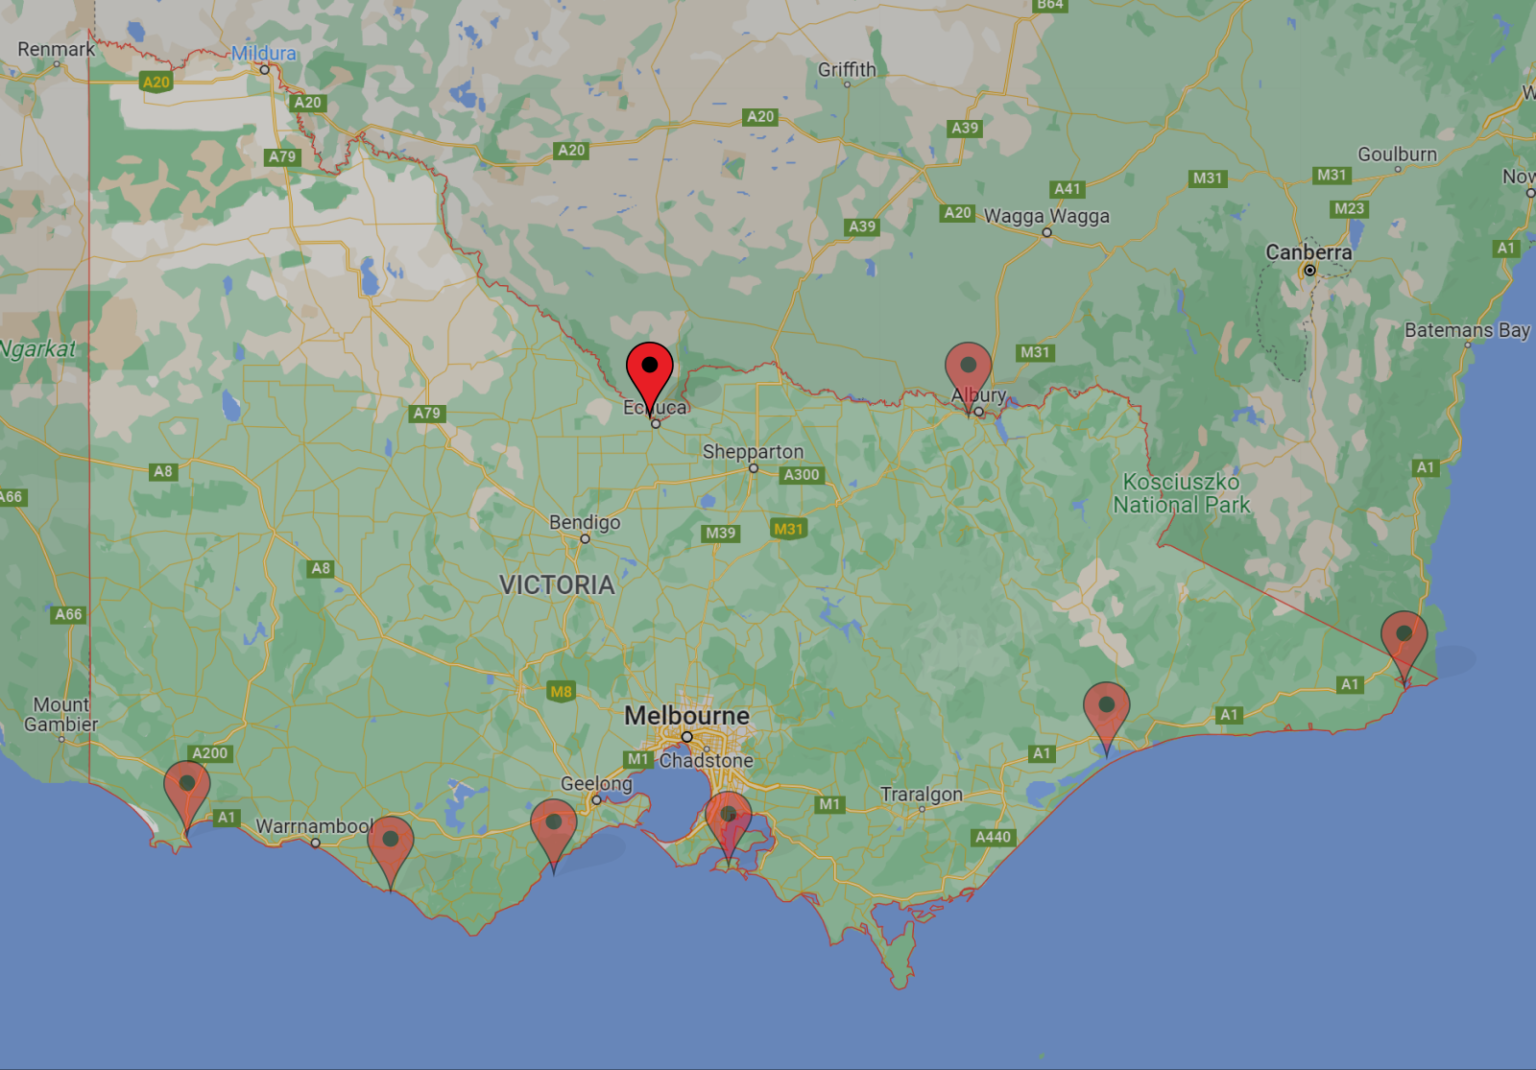 B64
Renmark
Mildura
Griffith
A20
A20
A20
A39
A20
A79
Goulburn
M31
M31
A41
Now
A20
Wagga Wagga
M23
A39
A1
Canberra
Batemans Bay
Ngarkat
M31
Albury
Echuca
A79
Shepparton
A8
A300
A1
A66
Kosciuszko
National Park
Bendigo
M39
M31
A8
VICTORIA
A66
M8
A1
Mount
Gambier
Melbourne
A1
A200
M1
Chadstone
A1
Geelong
Traralgon
M1
A1
Warrnambool
A440